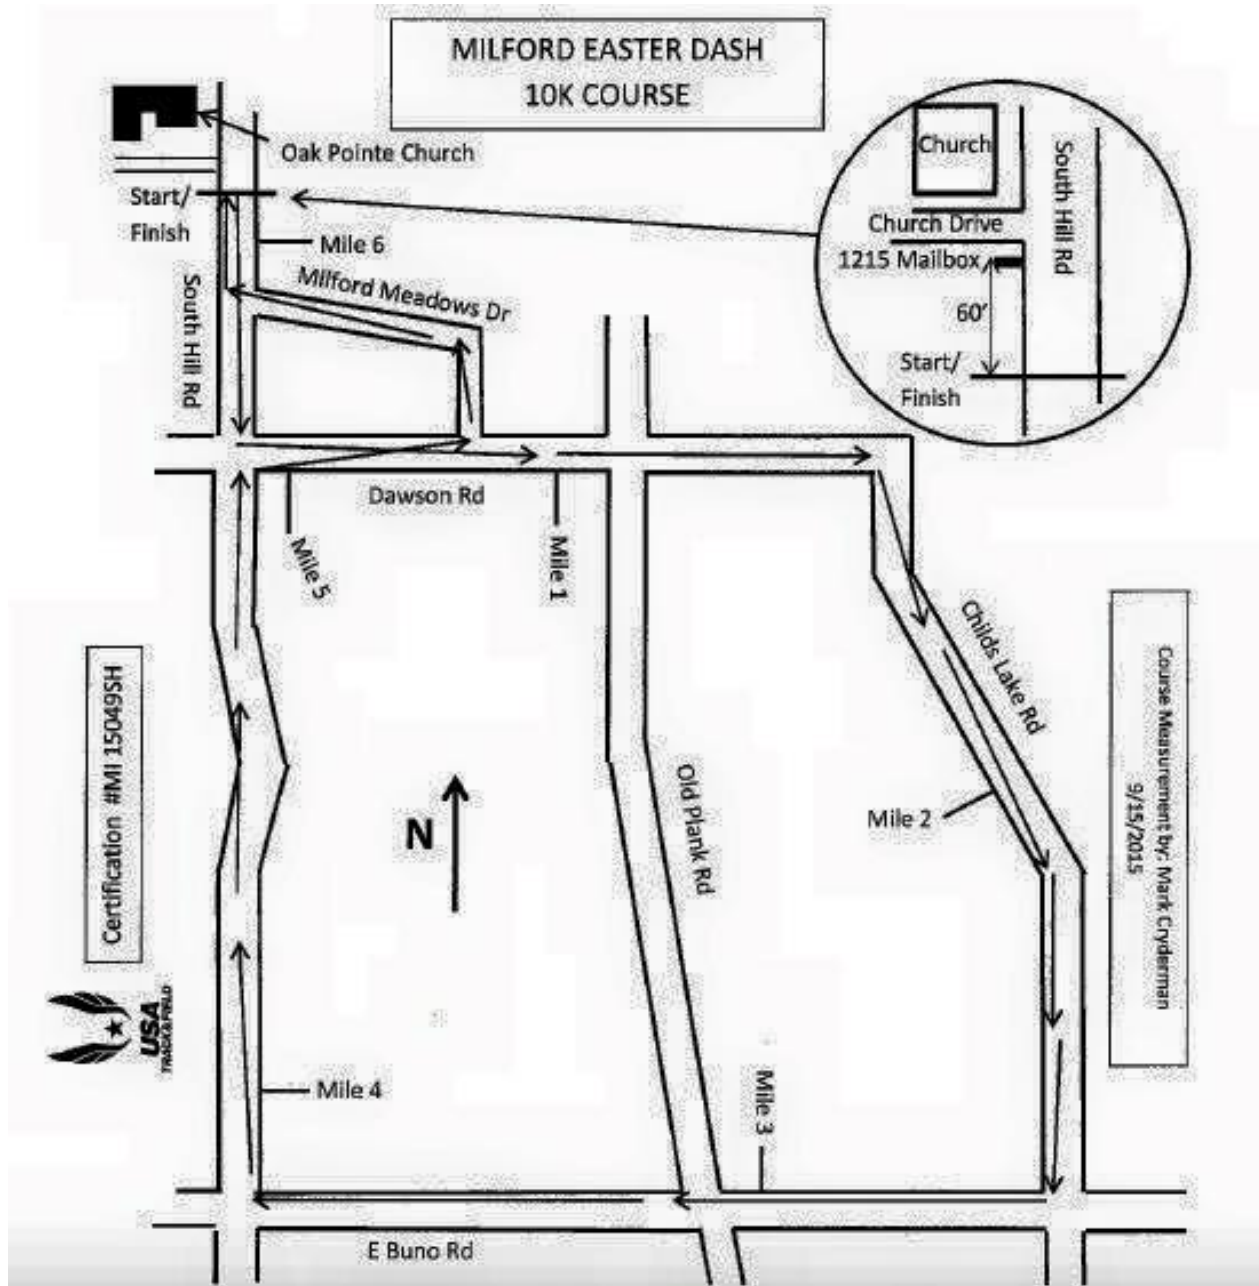 MILFORD EASTER DASH
10K COURSE
Oak Pointe Church
Start/
Finish
Mile 6
Milford Meadows Dr
South Hill Rd
Church
South Hill Rd
Church Drive
1215 Mailbox
60'
Start/
Finish
Dawson Rd
Mile 5
Mile 1
Childs Lake Rd
Mile 2
Old Plank Rd
N
Certification #MI 15049SH
Course Measurement by; Mark Cryderman
9/15/2015
USA
TRACK&FIELD
Mile 4
Mile 3
E Buno Rd